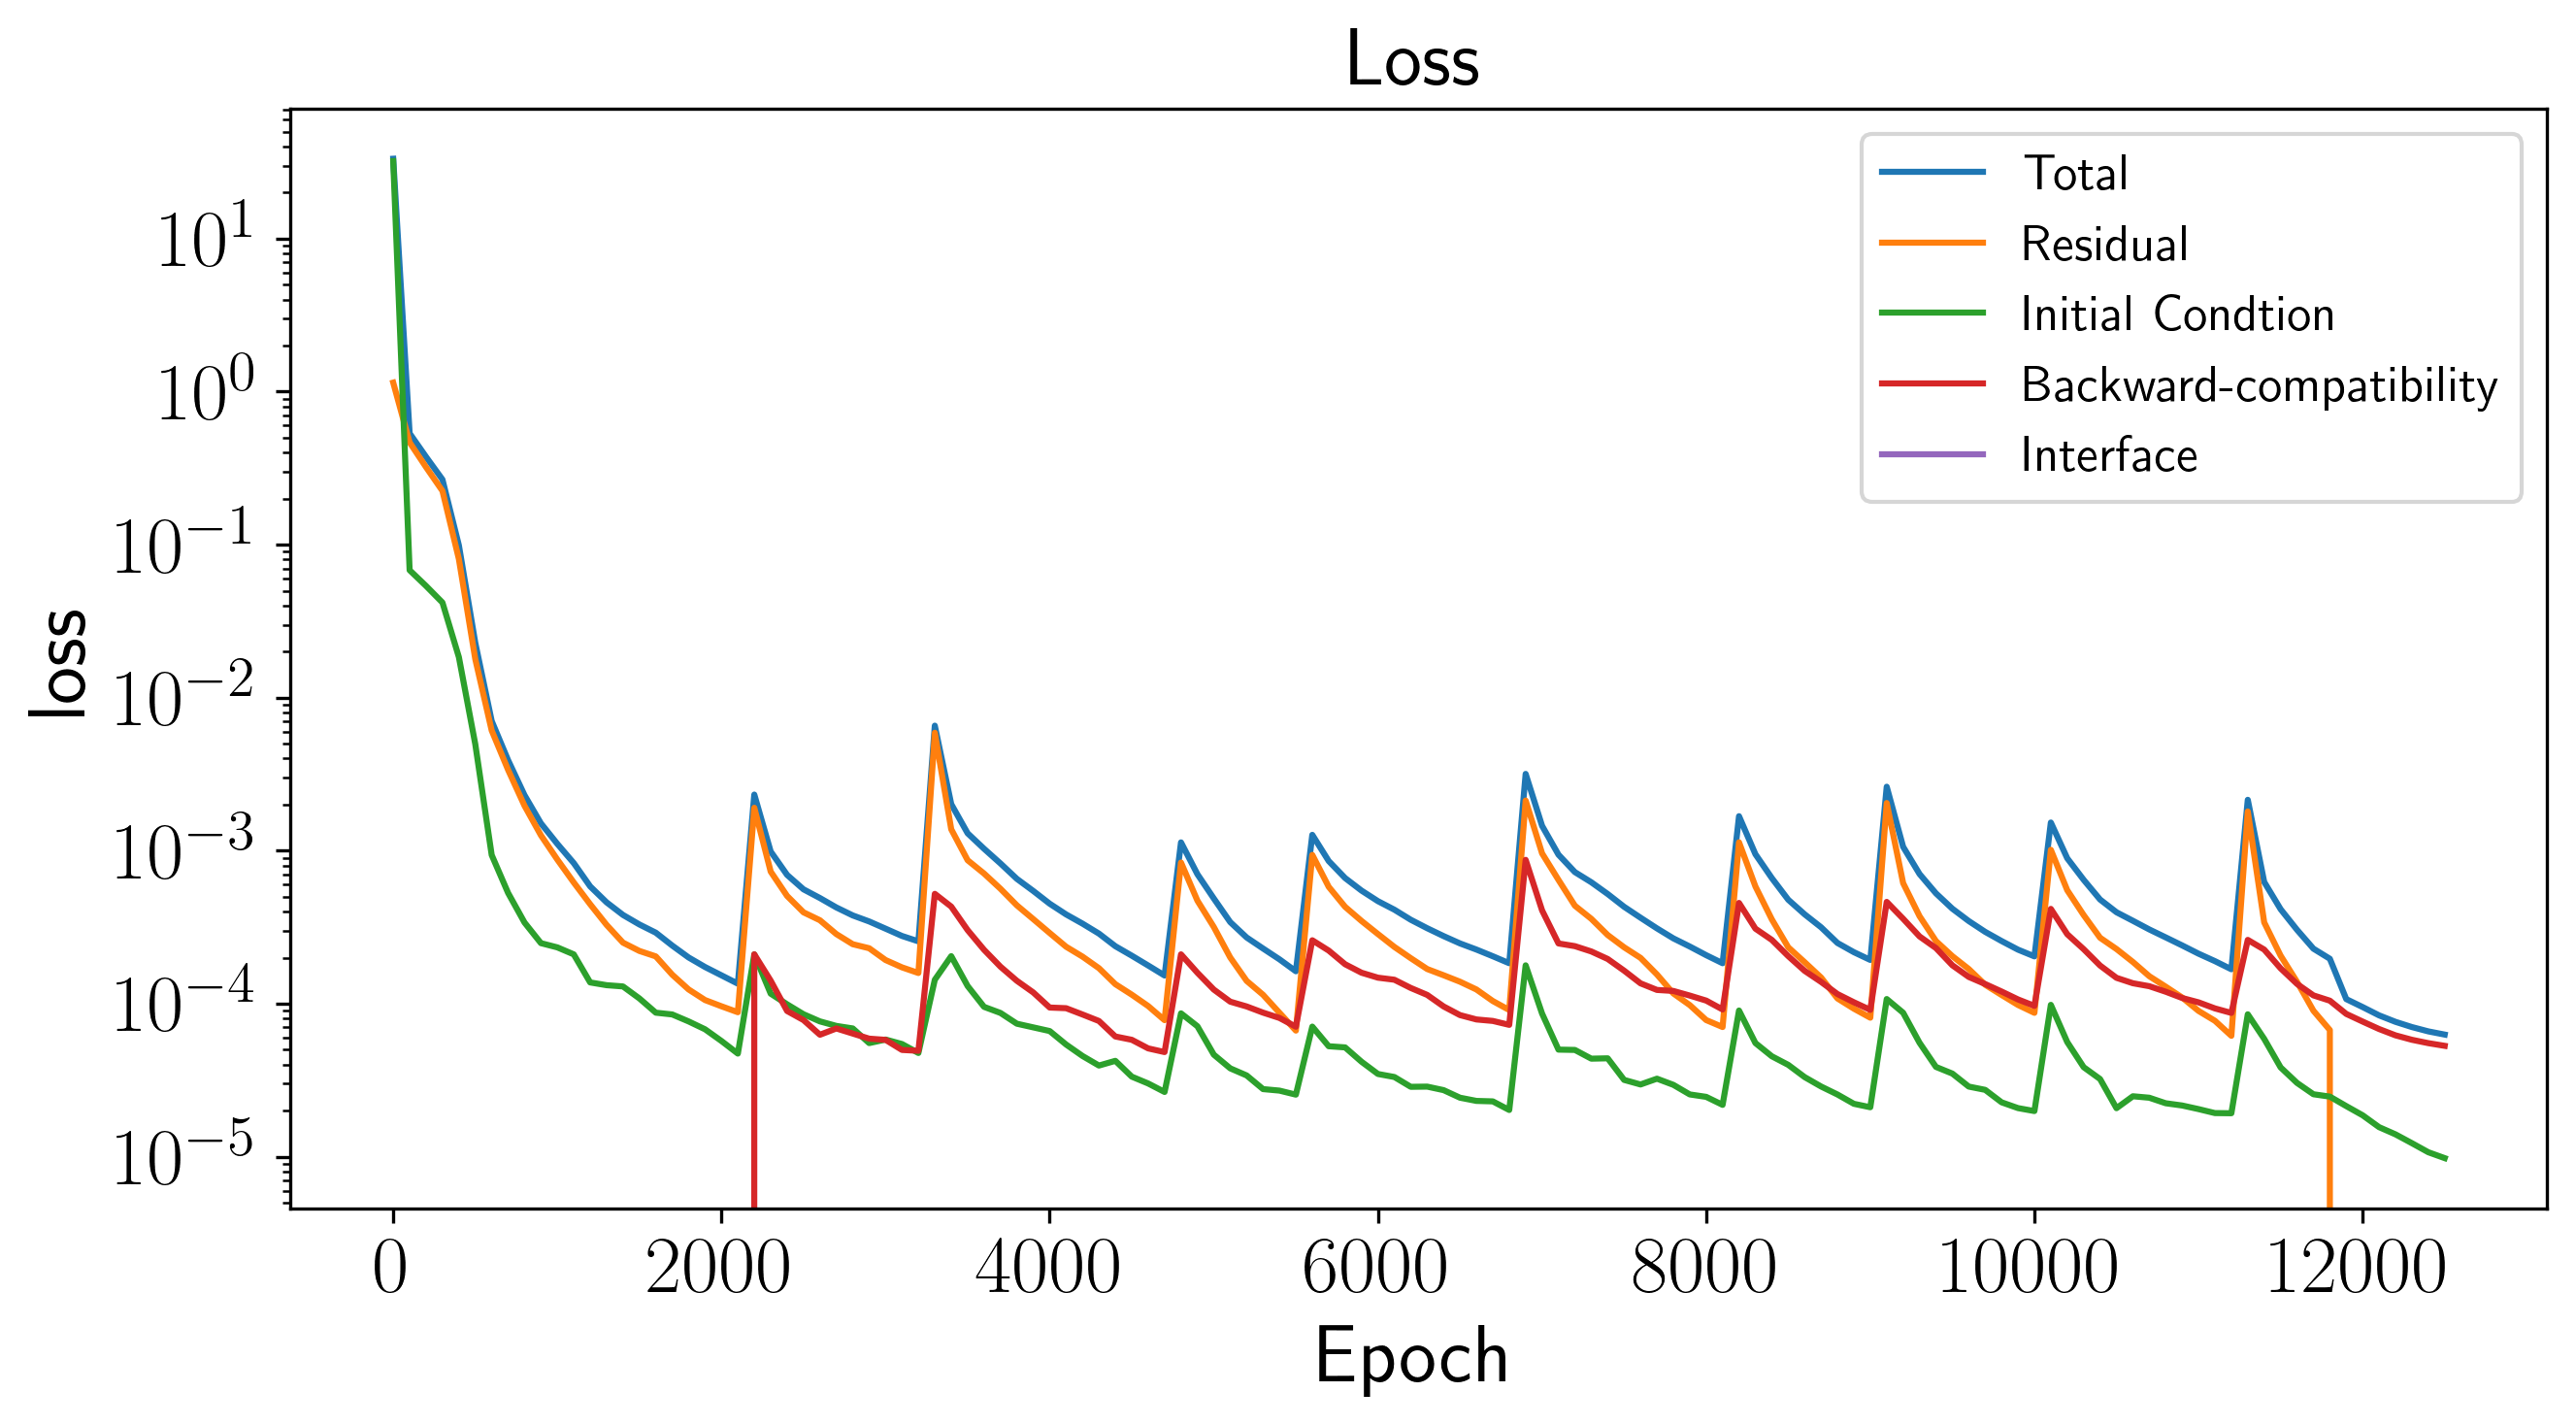 Loss
loss
10^1
10^0
10^−1
10^−2
10^−3
10^−4
10^−5
Total
Residual
Initial Condtion
Backward-compatibility
Interface
0 2000 4000 6000 8000 10000 12000
Epoch